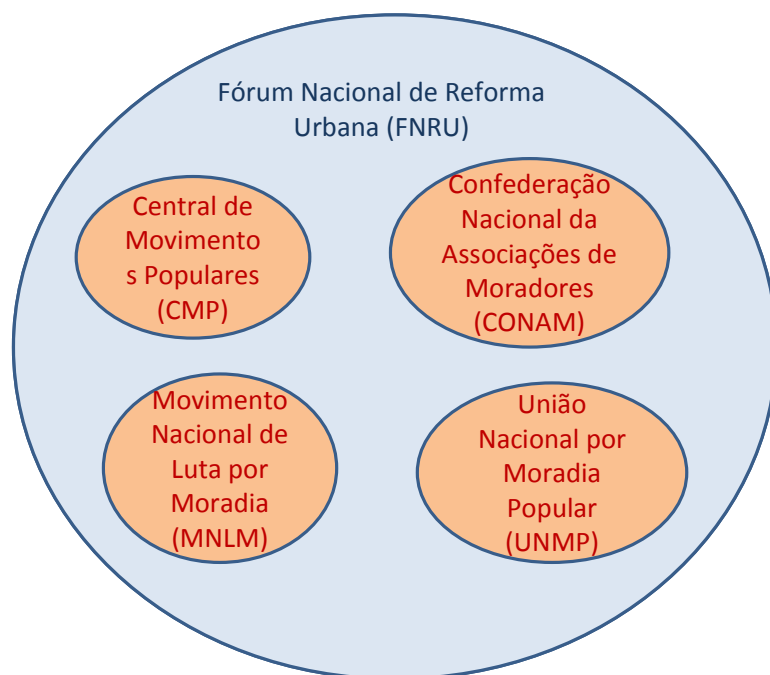 Fórum Nacional de Reforma
Urbana (FNRU)
Central de
Movimento
s Populares
(CMP)
Confederação
Nacional da
Associações de
Moradores
(CONAM)
Movimento
Nacional de
Luta por
Moradia
(MNLM)
União
Nacional por
Moradia
Popular
(UNMP)